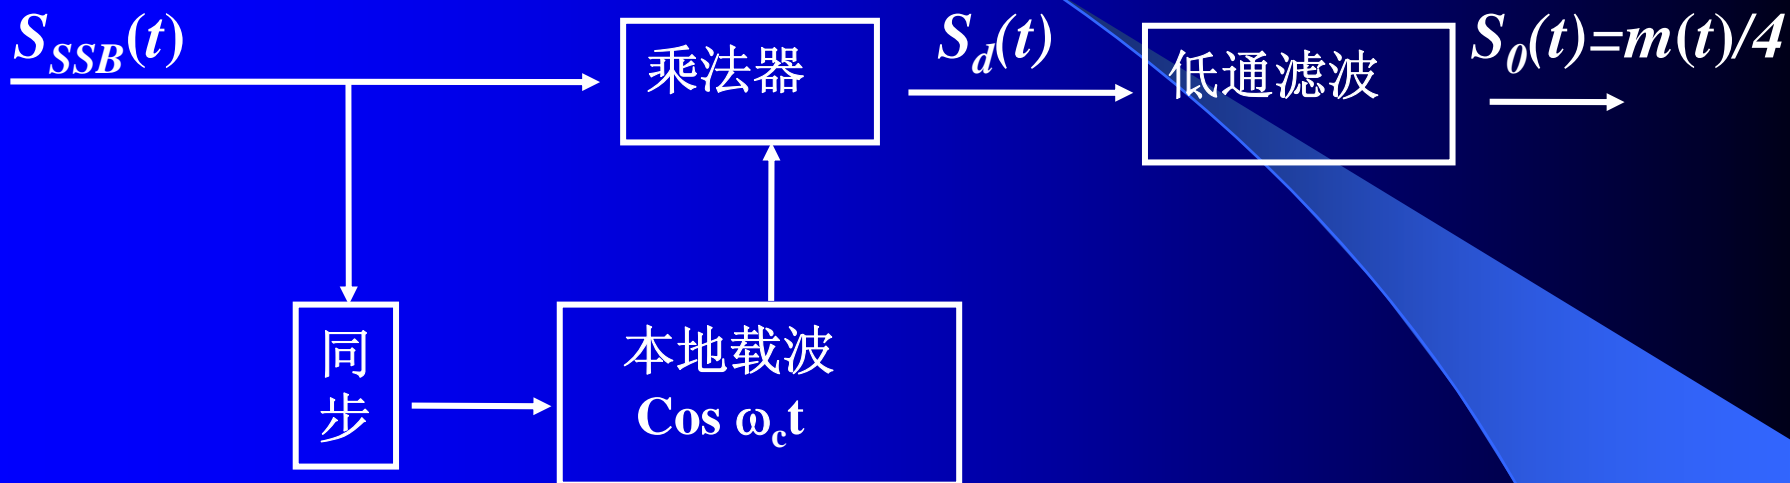 S_SSB(t)
乘法器
S_d(t)
低通滤波
S_0(t)=m(t)/4
同
步
本地载波
Cos ω_c t